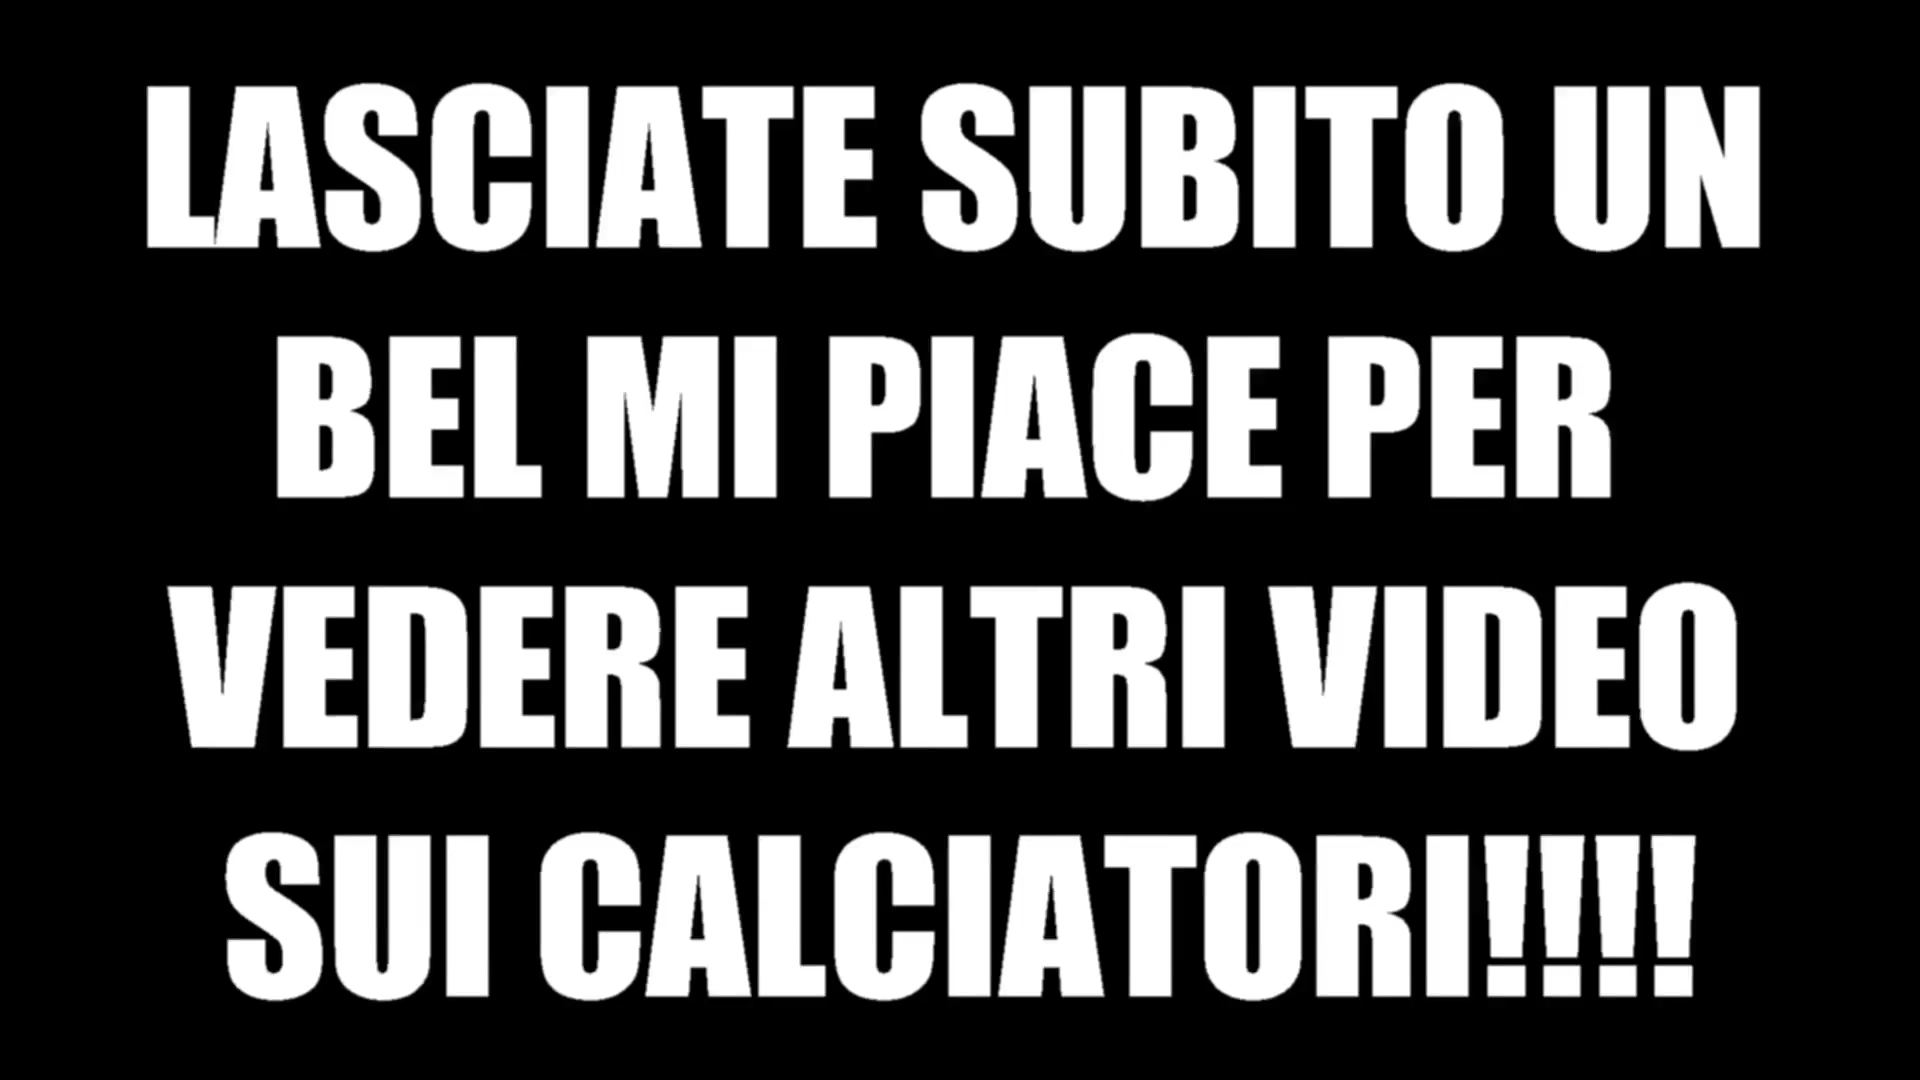 LASCIATE SUBITO UN
BEL MI PIACE PER
VEDERE ALTRI VIDEO
SUI CALCIATORI!!!!